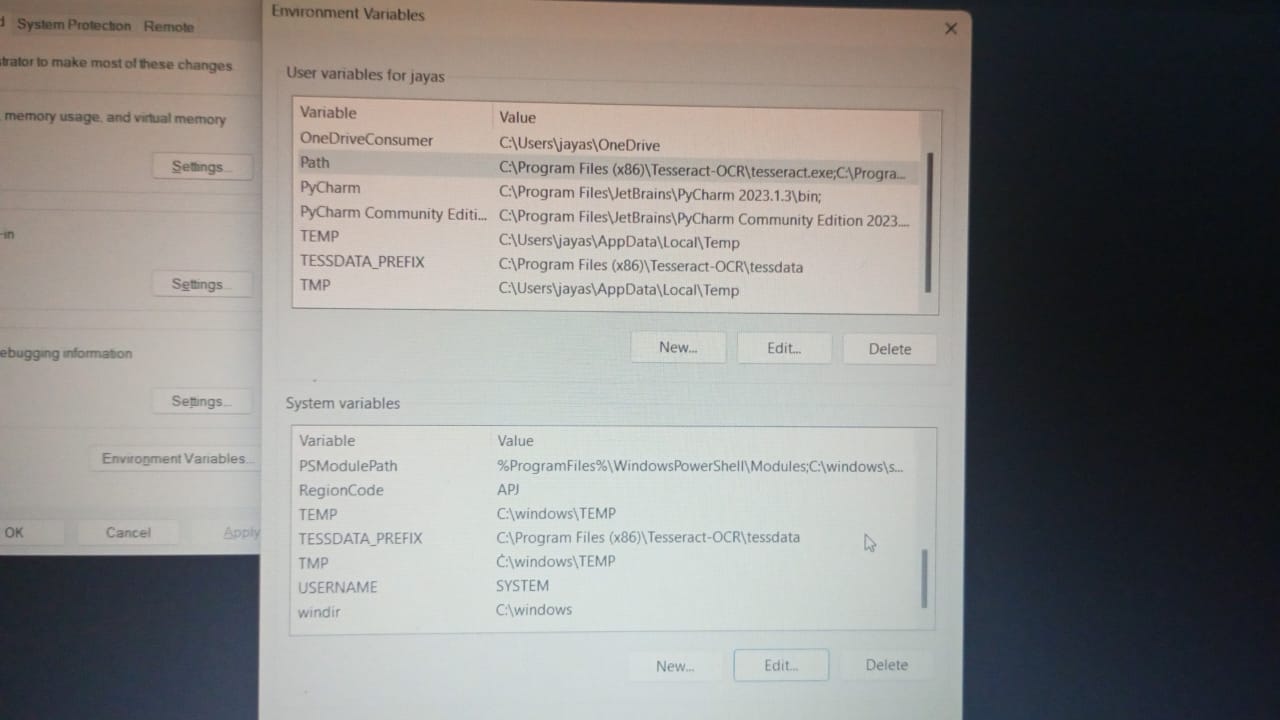 d System Protection Remote
strator to make most of these changes.
memory usage, and virtual memory
Settings...
-in
Settings...
ebugging information
Settings...
Environment Variables...
OK Cancel Apply
Environment Variables
User variables for jayas
Variable Value
OneDriveConsumer C:\Users\jayas\OneDrive
Path C:\Program Files (x86)\Tesseract-OCR\tesseract.exe;C:\Progra...
PyCharm C:\Program Files\JetBrains\PyCharm 2023.1.3\bin;
PyCharm Community Editi... C:\Program Files\JetBrains\PyCharm Community Edition 2023....
TEMP C:\Users\jayas\AppData\Local\Temp
TESSDATA_PREFIX C:\Program Files (x86)\Tesseract-OCR\tessdata
TMP C:\Users\jayas\AppData\Local\Temp
New... Edit... Delete
System variables
Variable Value
PSModulePath %ProgramFiles%\WindowsPowerShell\Modules;C:\windows\s...
RegionCode APJ
TEMP C:\windows\TEMP
TESSDATA_PREFIX C:\Program Files (x86)\Tesseract-OCR\tessdata
TMP C:\windows\TEMP
USERNAME SYSTEM
windir C:\windows
New... Edit... Delete